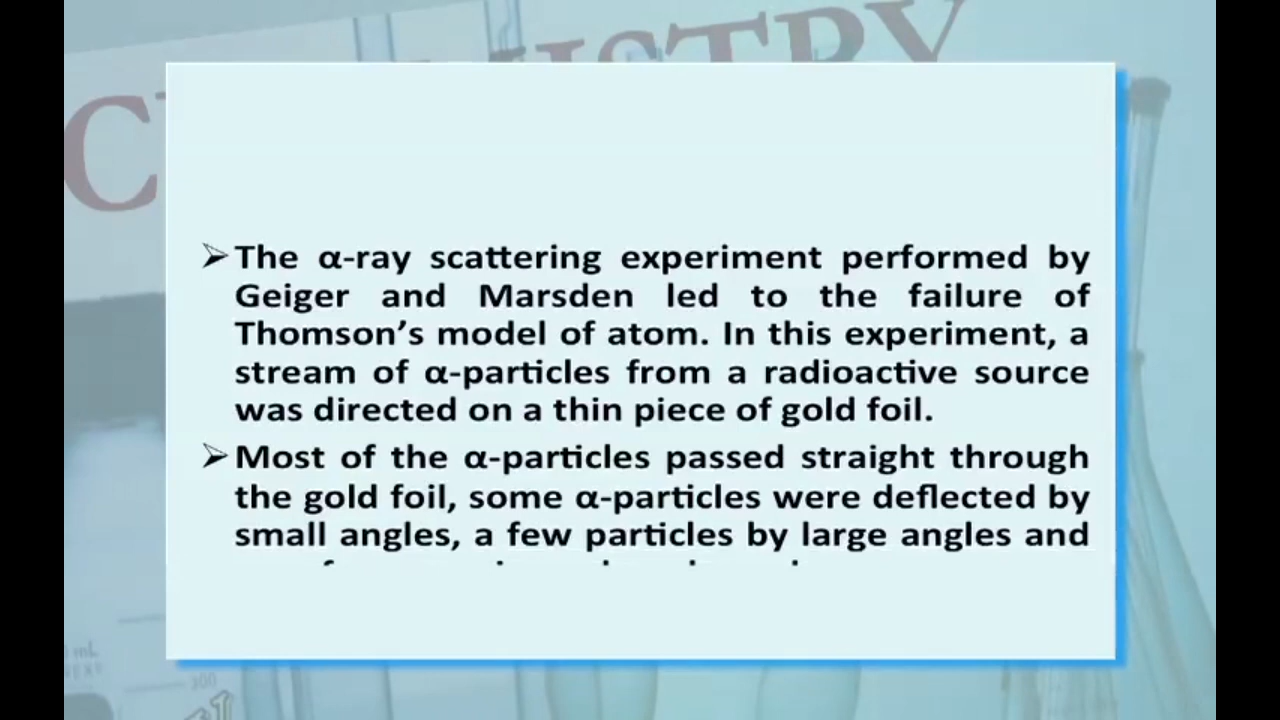 CHEMISTRY
➢ The α-ray scattering experiment performed by
Geiger and Marsden led to the failure of
Thomson’s model of atom. In this experiment, a
stream of α-particles from a radioactive source
was directed on a thin piece of gold foil.
➢ Most of the α-particles passed straight through
the gold foil, some α-particles were deflected by
small angles, a few particles by large angles and
mL
300